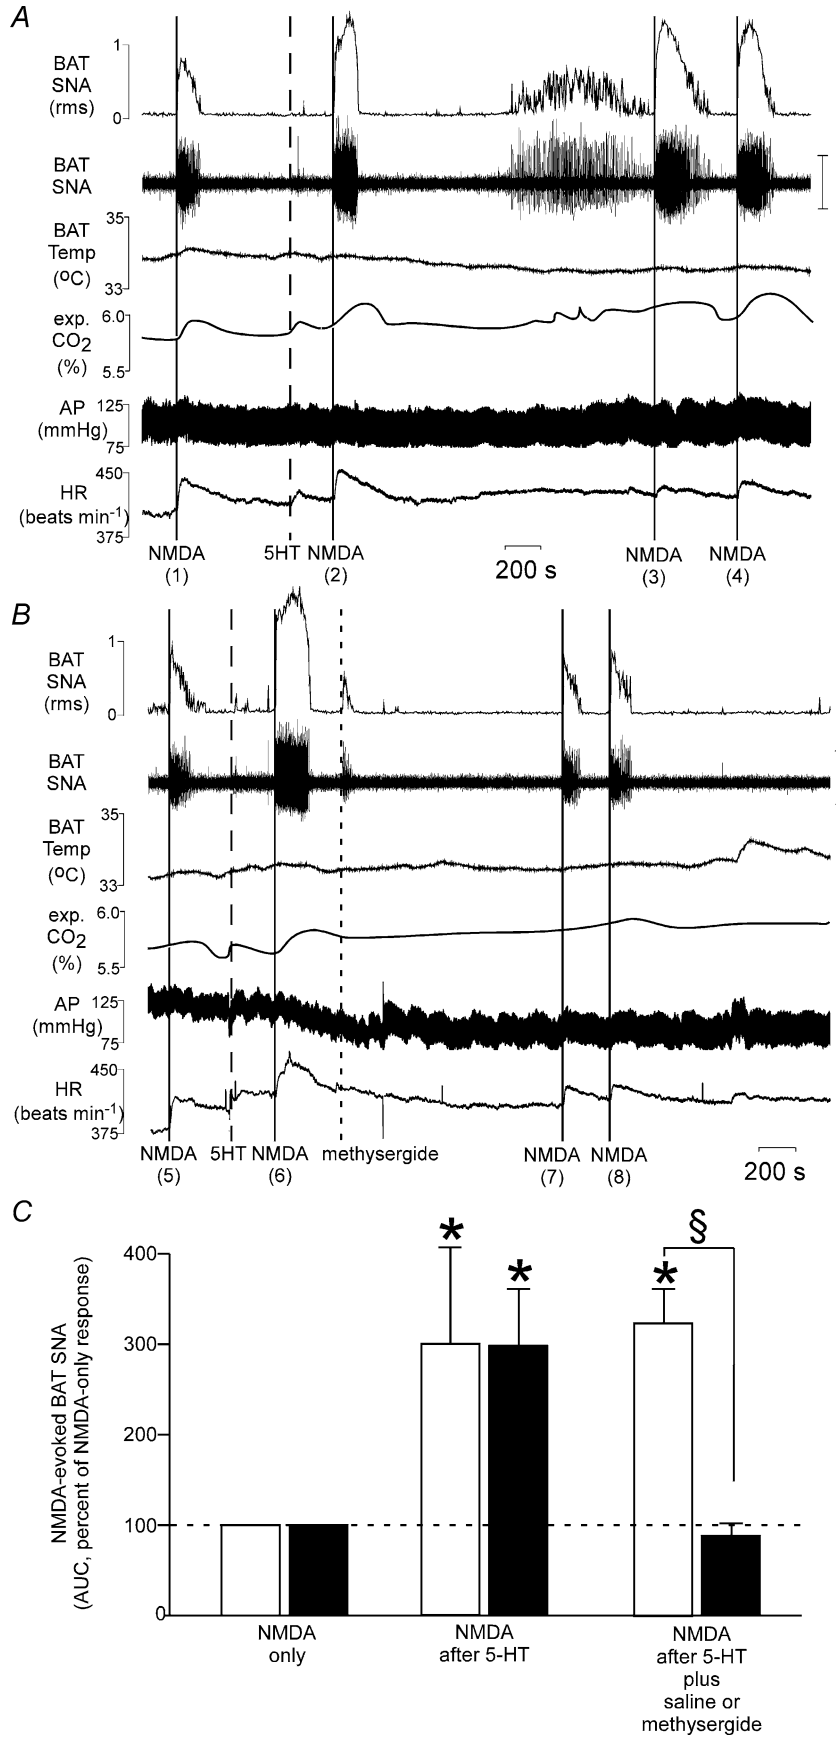 A
BAT
SNA
(rms)
1
0
BAT
SNA
BAT
Temp
(ºC)
35
33
exp.
CO2
(%)
6.0
5.5
AP
(mmHg)
125
75
HR
(beats min-1)
450
375
NMDA
(1)
5HT
NMDA
(2)
200 s
NMDA
(3)
NMDA
(4)
B
BAT
SNA
(rms)
1
0
BAT
SNA
BAT
Temp
(ºC)
35
33
exp.
CO2
(%)
6.0
5.5
AP
(mmHg)
125
75
HR
(beats min-1)
450
375
NMDA
(5)
5HT
NMDA
(6)
methysergide
NMDA
(7)
NMDA
(8)
200 s
C
NMDA-evoked BAT SNA
(AUC, percent of NMDA-only response)
400
300
200
100
0
*
*
*
§
NMDA
only
NMDA
after 5-HT
NMDA
after 5-HT
plus
saline or
methysergide